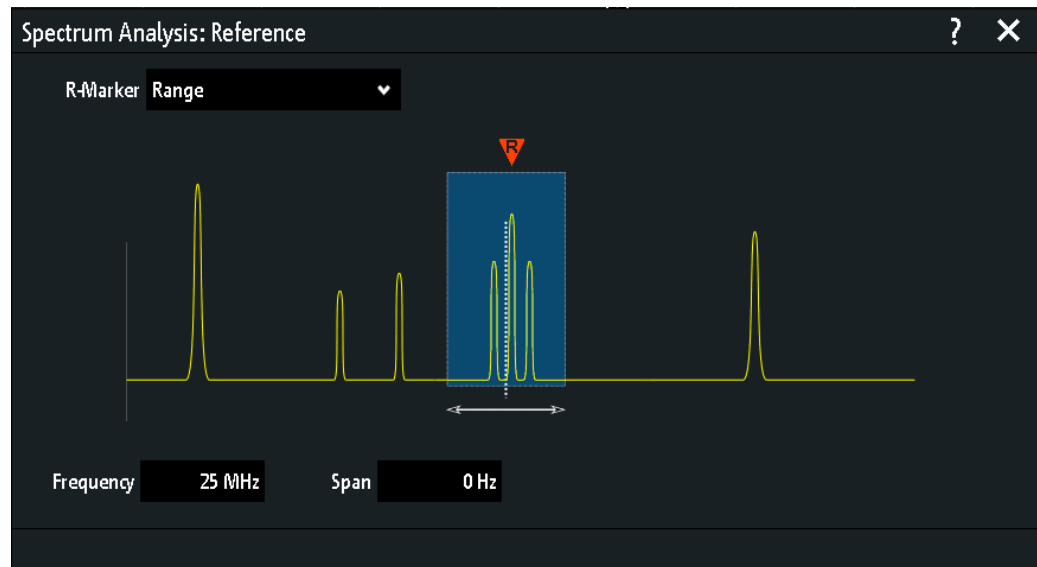 Spectrum Analysis: Reference ? ×
R-Marker Range
R
Frequency 25 MHz Span 0 Hz